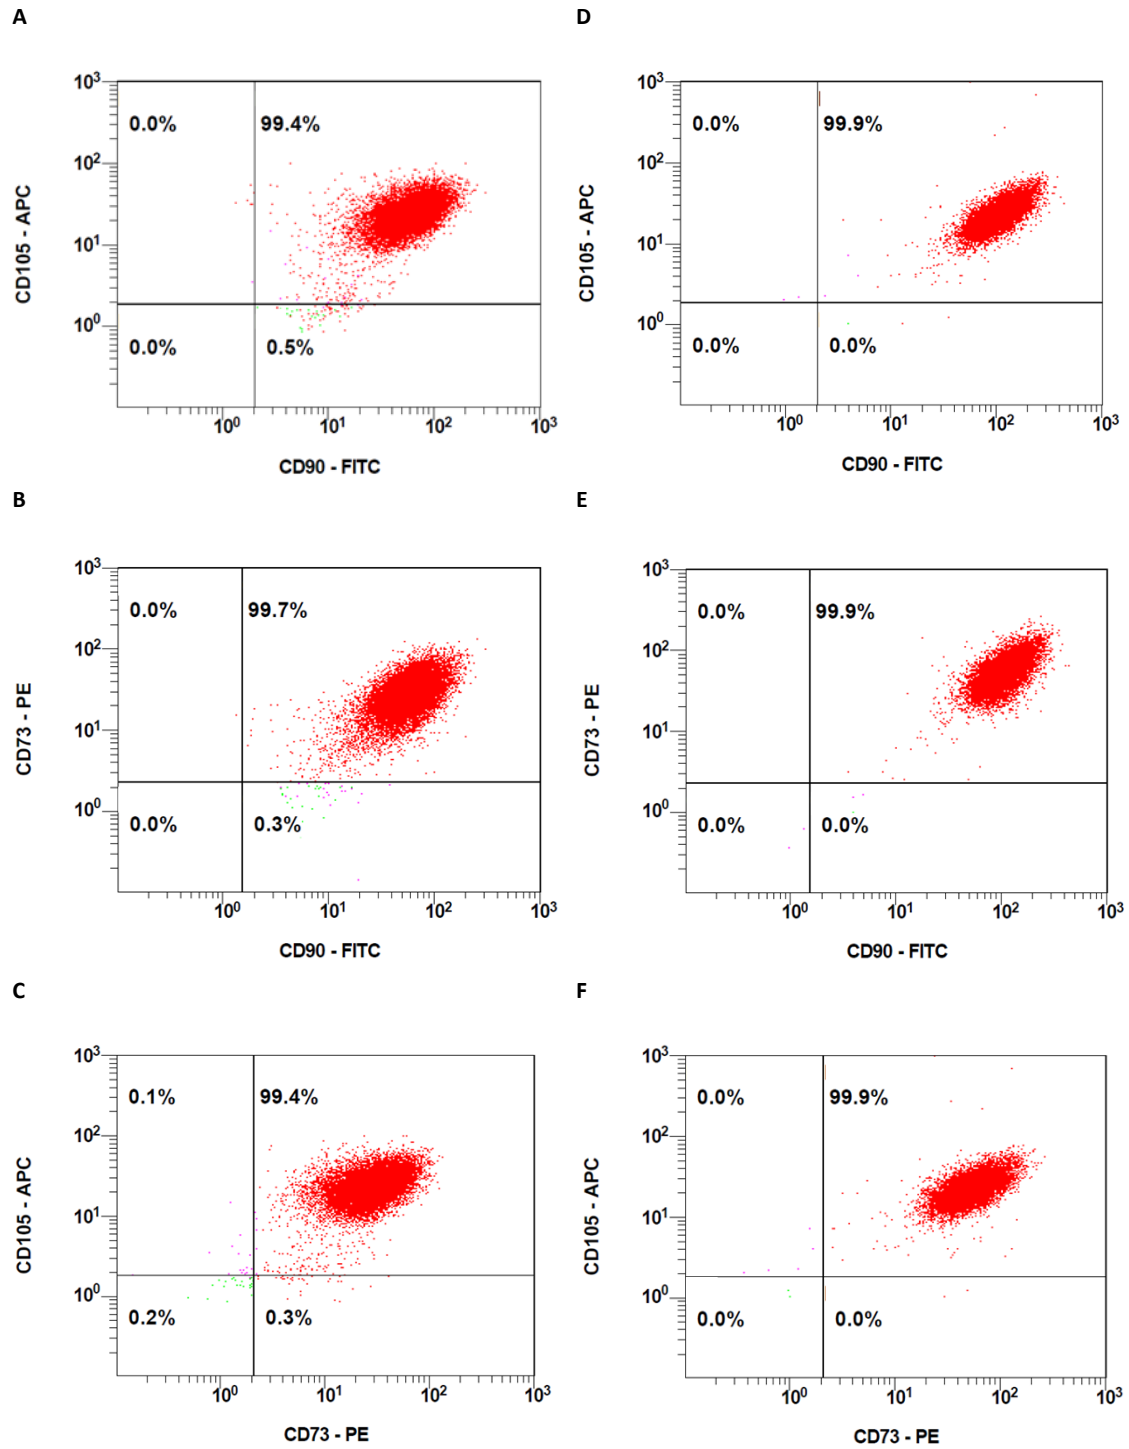 A
10³
0.0%
99.4%
10²
CD105 - APC
10¹
10⁰
0.0%
0.5%
10⁰ 10¹ 10² 10³
CD90 - FITC
D
10³
0.0%
99.9%
10²
CD105 - APC
10¹
10⁰
0.0%
0.0%
10⁰ 10¹ 10² 10³
CD90 - FITC
B
10³
0.0%
99.7%
10²
CD73 - PE
10¹
10⁰
0.0%
0.3%
10⁰ 10¹ 10² 10³
CD90 - FITC
E
10³
0.0%
99.9%
10²
CD73 - PE
10¹
10⁰
0.0%
0.0%
10⁰ 10¹ 10² 10³
CD90 - FITC
C
10³
0.1%
99.4%
10²
CD105 - APC
10¹
10⁰
0.2%
0.3%
10⁰ 10¹ 10² 10³
CD73 - PE
F
10³
0.0%
99.9%
10²
CD105 - APC
10¹
10⁰
0.0%
0.0%
10⁰ 10¹ 10² 10³
CD73 - PE